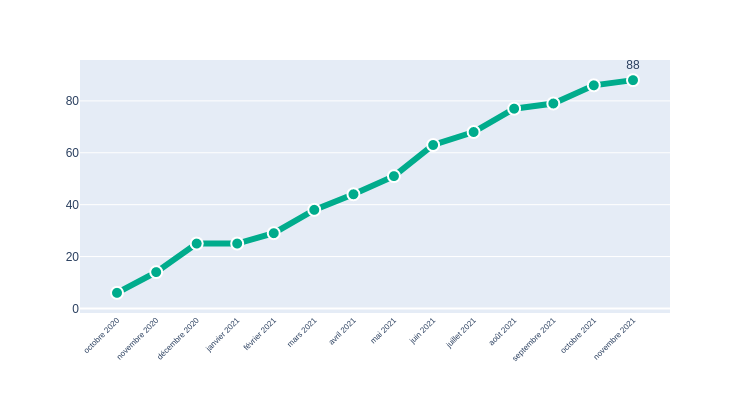 88
80
60
40
20
0
octobre 2020
novembre 2020
décembre 2020
janvier 2021
février 2021
mars 2021
avril 2021
mai 2021
juin 2021
juillet 2021
août 2021
septembre 2021
octobre 2021
novembre 2021